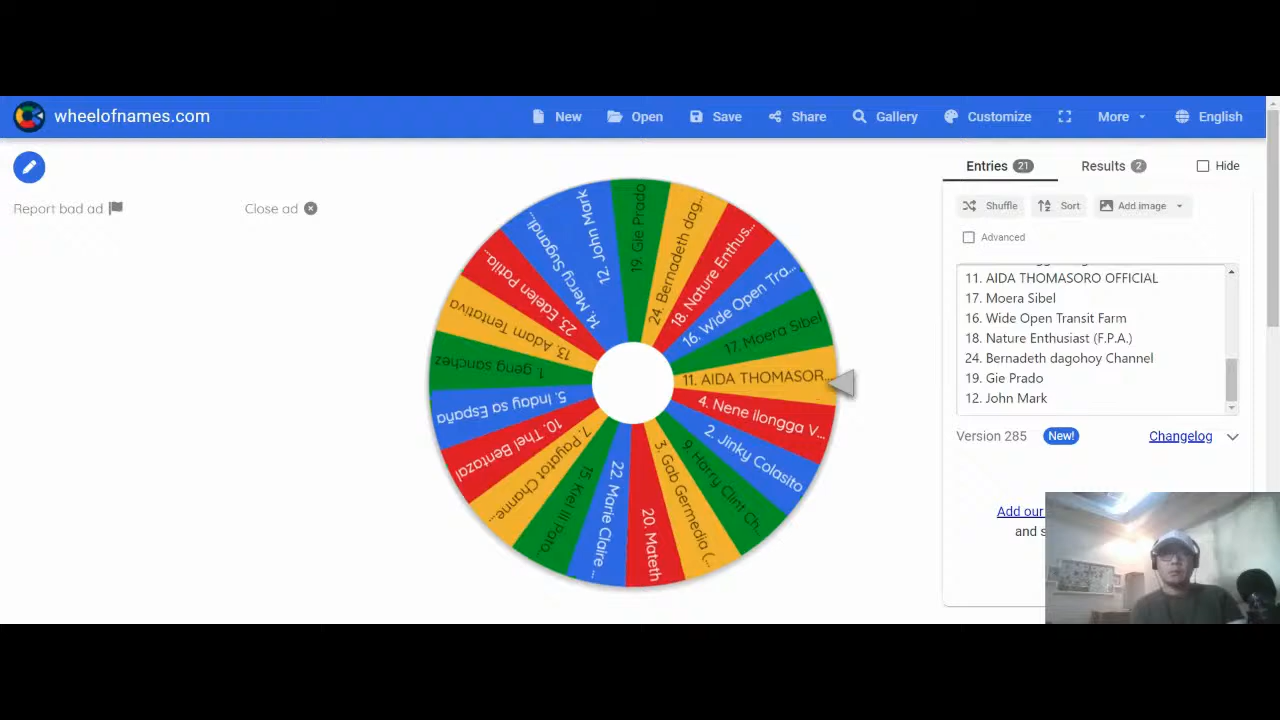 wheelofnames.com
New
Open
Save
Share
Gallery
Customize
More
English
Entries 21
Results 2
Hide
Report bad ad
Close ad
Shuffle
Sort
Add image
Advanced
11. AIDA THOMASORO OFFICIAL
17. Moera Sibel
16. Wide Open Transit Farm
18. Nature Enthusiast (F.P.A.)
24. Bernadeth dagohoy Channel
19. Gie Prado
12. John Mark
Version 285
New!
Changelog
Add our
and s
19. Gie Prado
24. Bernadeth dag...
18. Nature Enthus...
16. Wide Open Tra...
17. Moera Sibel
11. AIDA THOMASOR...
4. Nene Ilongga V...
2. Jinky Colasito
9. Harry Clint Ch...
3. Gab Germedia (...
20. Mateth
22. Marie Claire ...
15. Kiel III Pato...
7. Payatot Channe...
10. Thel Bentazal
5. Inday sa España
1. geng sanchez
13. Adam Tentativa
23. Edelen Patila...
14. Mercy Sugandi...
12. John Mark